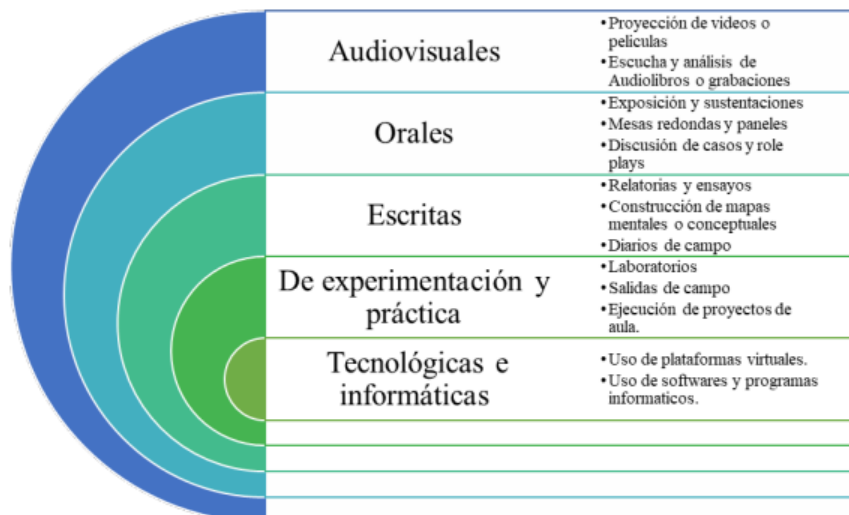 Audiovisuales
•Proyección de videos o
peliculas
•Escucha y análisis de
Audiolibros o grabaciones
Orales
•Exposición y sustentaciones
•Mesas redondas y paneles
•Discusión de casos y role
plays
Escritas
•Relatorias y ensayos
•Construcción de mapas
mentales o conceptuales
•Diarios de campo
De experimentación y
práctica
•Laboratorios
•Salidas de campo
•Ejecución de proyectos de
aula.
Tecnológicas e
informáticas
•Uso de plataformas virtuales.
•Uso de softwares y programas
informaticos.